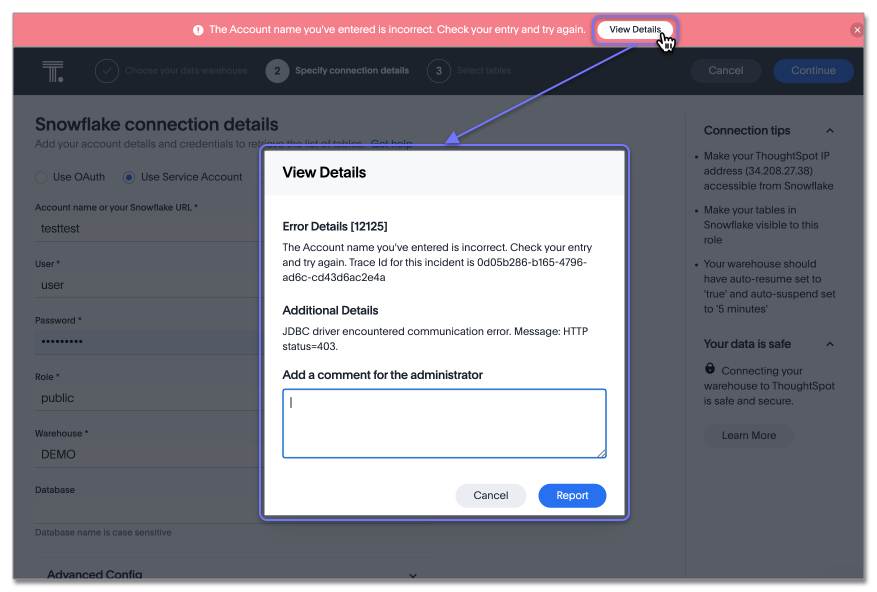 The Account name you've entered is incorrect. Check your entry and try again. View Details
T.
Choose your data warehouse
2 Specify connection details
3 Select tables
Cancel
Continue
Snowflake connection details
Add your account details and credentials to retrieve the list of tables. Get help
Use OAuth
Use Service Account
Account name or your Snowflake URL *
testtest
User *
user
Password *
•••••••••
Role *
public
Warehouse *
DEMO
Database
Database name is case sensitive
Advanced Config
View Details
Error Details [12125]
The Account name you've entered is incorrect. Check your entry
and try again. Trace Id for this incident is 0d05b286-b165-4796-
ad6c-cd43d6ac2e4a
Additional Details
JDBC driver encountered communication error. Message: HTTP
status=403.
Add a comment for the administrator
Cancel
Report
Connection tips
• Make your ThoughtSpot IP
address (34.208.27.38)
accessible from Snowflake
• Make your tables in
Snowflake visible to this
role
• Your warehouse should
have auto-resume set to
'true' and auto-suspend set
to '5 minutes'
Your data is safe
Connecting your
warehouse to ThoughtSpot
is safe and secure.
Learn More